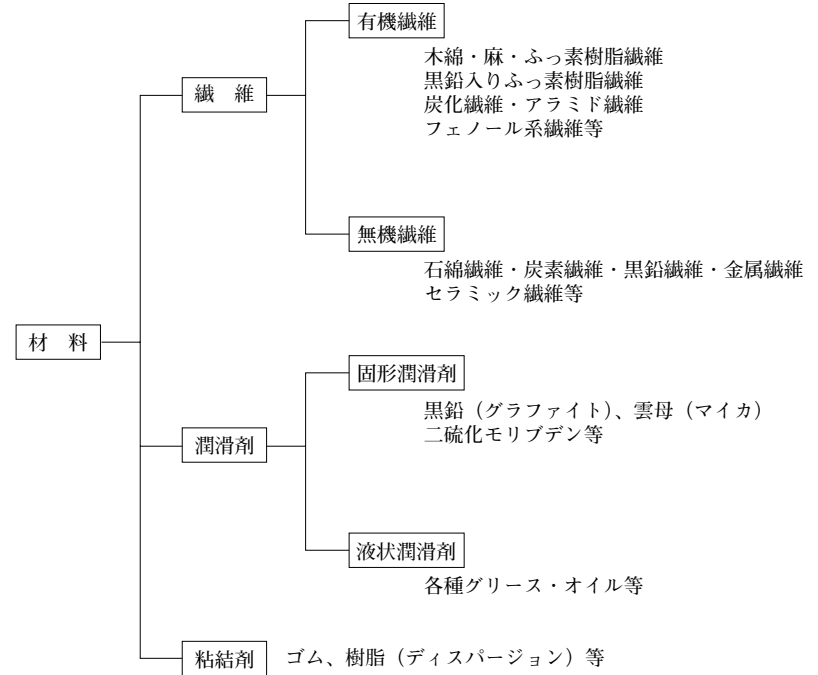 有機繊維
木綿・麻・ふっ素樹脂繊維
黒鉛入りふっ素樹脂繊維
炭化繊維・アラミド繊維
フェノール系繊維等
繊　維
無機繊維
石綿繊維・炭素繊維・黒鉛繊維・金属繊維
セラミック繊維等
材　料
固形潤滑剤
黒鉛（グラファイト）、雲母（マイカ）
二硫化モリブデン等
潤滑剤
液状潤滑剤
各種グリース・オイル等
粘結剤
ゴム、樹脂（ディスパージョン）等